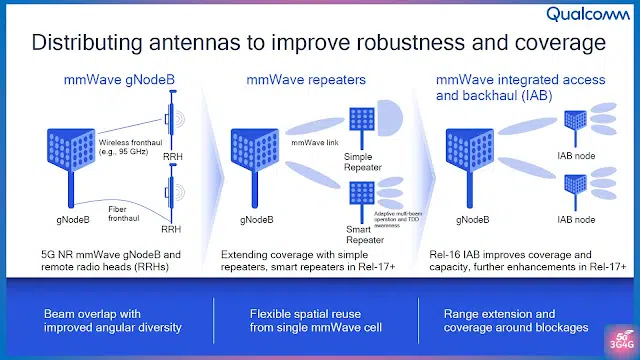 Qualcomm
Distributing antennas to improve robustness and coverage
mmWave gNodeB
Wireless fronthaul
(e.g., 95 GHz)
RRH
Fiber
fronthaul
gNodeB
RRH
5G NR mmWave gNodeB and
remote radio heads (RRHs)
mmWave repeaters
mmWave link
Simple
Repeater
gNodeB
Smart
Repeater
Adaptive multi-beam
operation and TDD
awareness
Extending coverage with simple
repeaters, smart repeaters in Rel-17+
mmWave integrated access
and backhaul (IAB)
IAB node
gNodeB
IAB node
Rel-16 IAB improves coverage and
capacity, further enhancements in Rel-17+
Beam overlap with
improved angular diversity
Flexible spatial reuse
from single mmWave cell
Range extension and
coverage around blockages
5G
3G4G